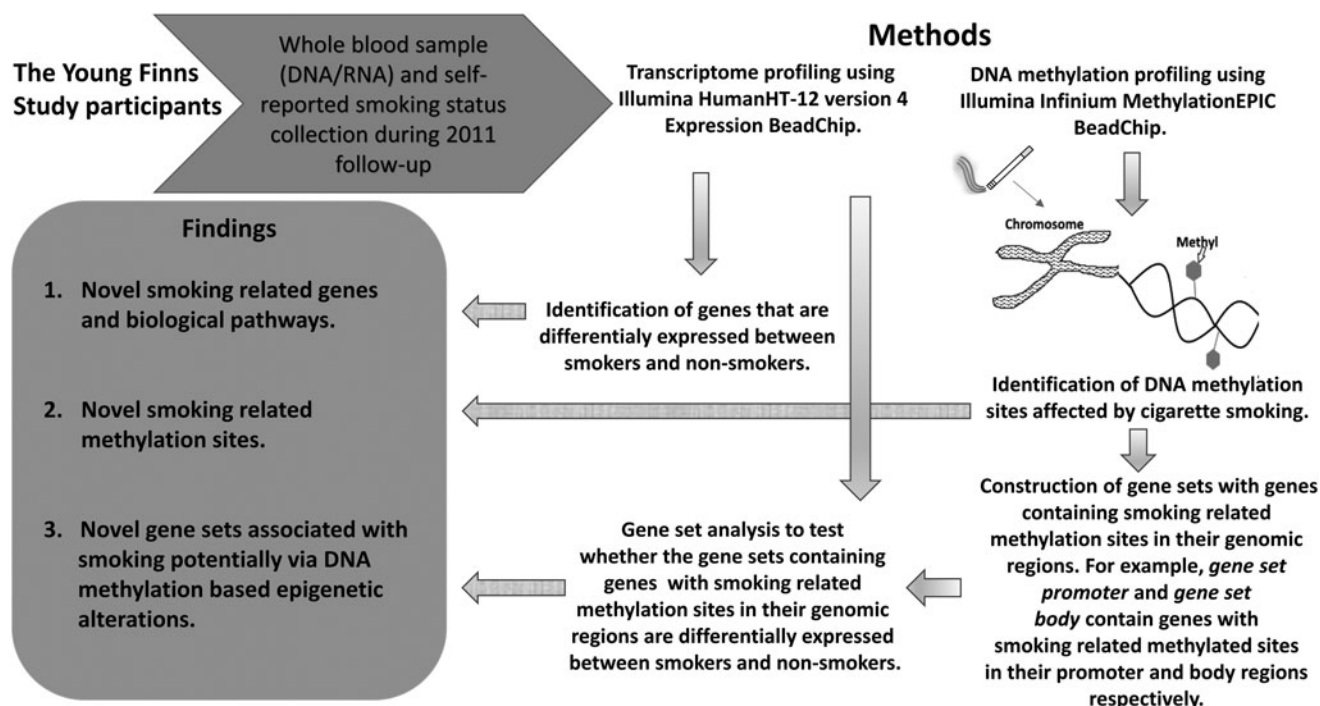 The Young Finns
Study participants
Whole blood sample
(DNA/RNA) and self-
reported smoking status
collection during 2011
follow-up
Methods
Transcriptome profiling using
Illumina HumanHT-12 version 4
Expression BeadChip.
DNA methylation profiling using
Illumina Infinium MethylationEPIC
BeadChip.
Chromosome
Methyl
Identification of genes that are
differentialy expressed between
smokers and non-smokers.
Identification of DNA methylation
sites affected by cigarette smoking.
Construction of gene sets with genes
containing smoking related
methylation sites in their genomic
regions. For example, gene set
promoter and gene set
body contain genes with
smoking related methylated sites
in their promoter and body regions
respectively.
Gene set analysis to test
whether the gene sets containing
genes with smoking related
methylation sites in their genomic
regions are differentially expressed
between smokers and non-smokers.
Findings
1. Novel smoking related genes
and biological pathways.
2. Novel smoking related
methylation sites.
3. Novel gene sets associated with
smoking potentially via DNA
methylation based epigenetic
alterations.